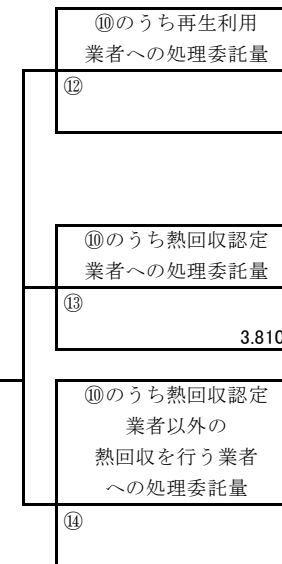 ⑩のうち再生利用
業者への処理委託量
⑫
⑩のうち熱回収認定
業者への処理委託量
⑬
3.810
⑩のうち熱回収認定
業者以外の
熱回収を行う業者
への処理委託量
⑭